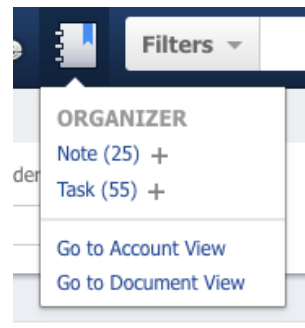 Filters
ORGANIZER
Note (25) +
Task (55) +
Go to Account View
Go to Document View